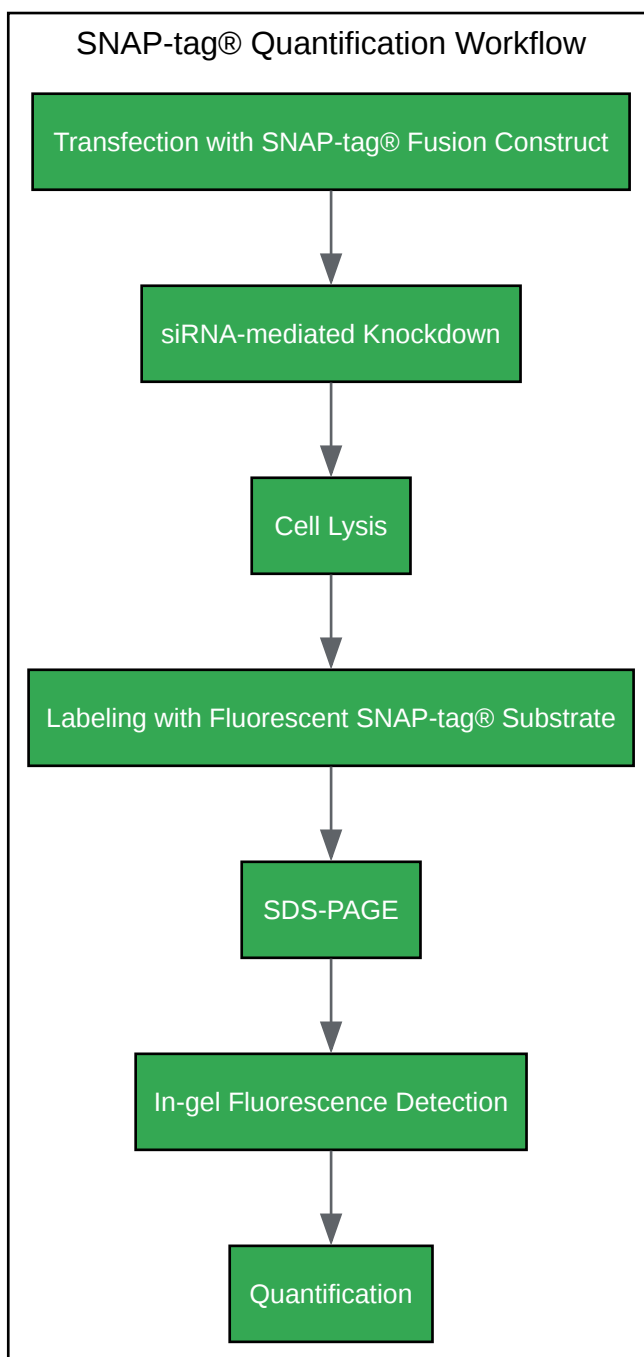 SNAP-tag® Quantification Workflow
Transfection with SNAP-tag® Fusion Construct
siRNA-mediated Knockdown
Cell Lysis
Labeling with Fluorescent SNAP-tag® Substrate
SDS-PAGE
In-gel Fluorescence Detection
Quantification